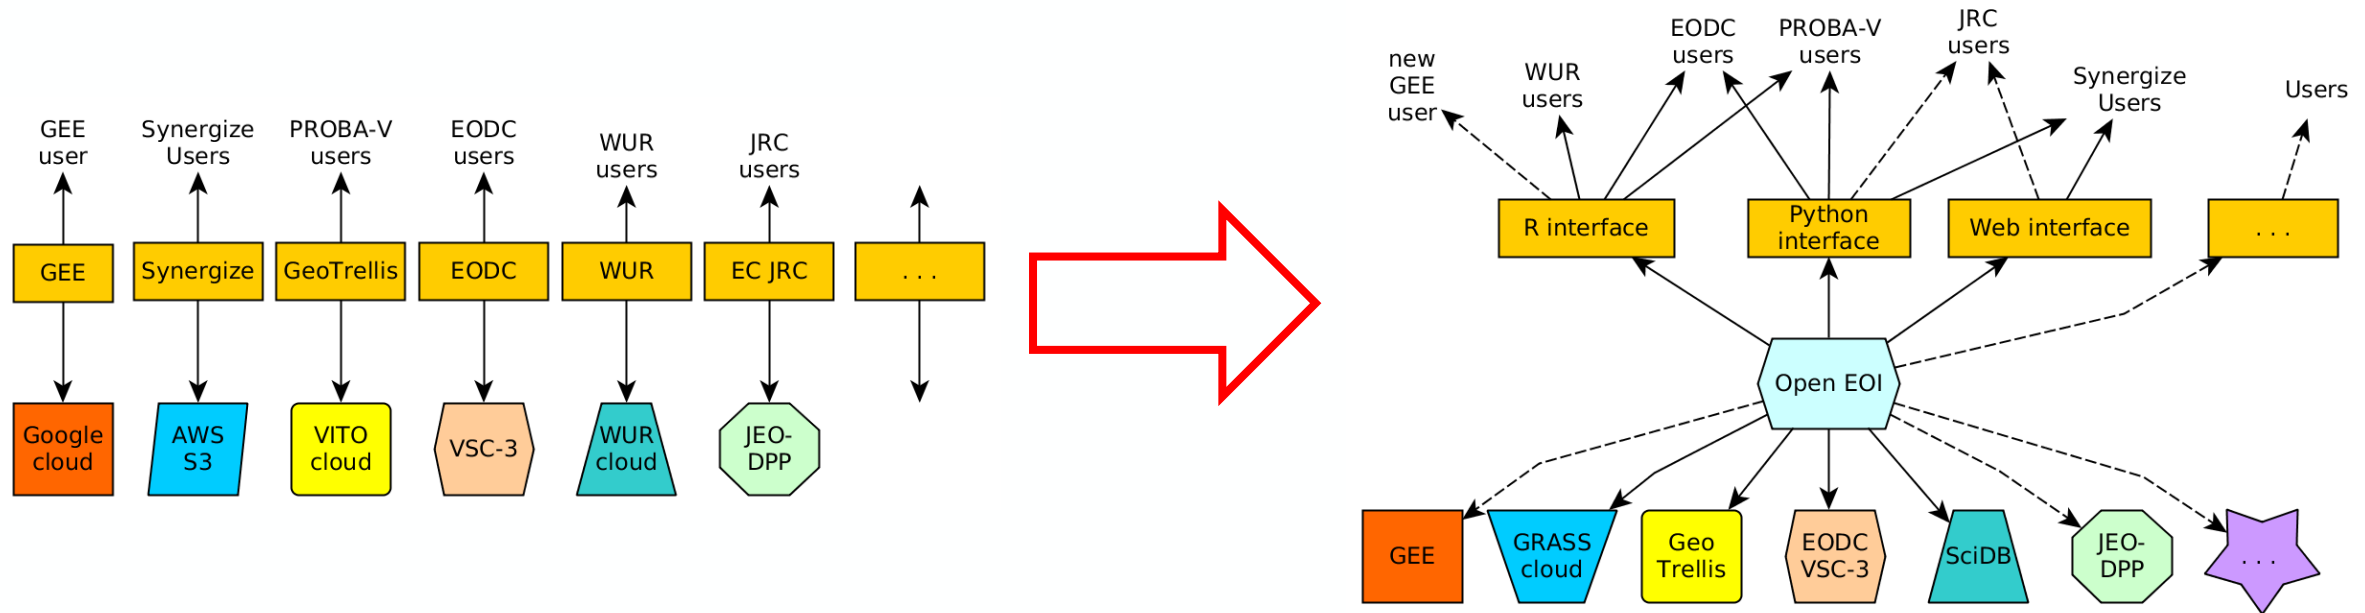 GEE
user
Synergize
Users
PROBA-V
users
EODC
users
WUR
users
JRC
users
GEE
Synergize
GeoTrellis
EODC
WUR
EC JRC
. . .
Google
cloud
AWS
S3
VITO
cloud
VSC-3
WUR
cloud
JEO-
DPP
new
GEE
user
WUR
users
EODC
users
PROBA-V
users
JRC
users
Synergize
Users
Users
R interface
Python
interface
Web interface
. . .
Open EOI
GEE
GRASS
cloud
Geo
Trellis
EODC
VSC-3
SciDB
JEO-
DPP
. . .